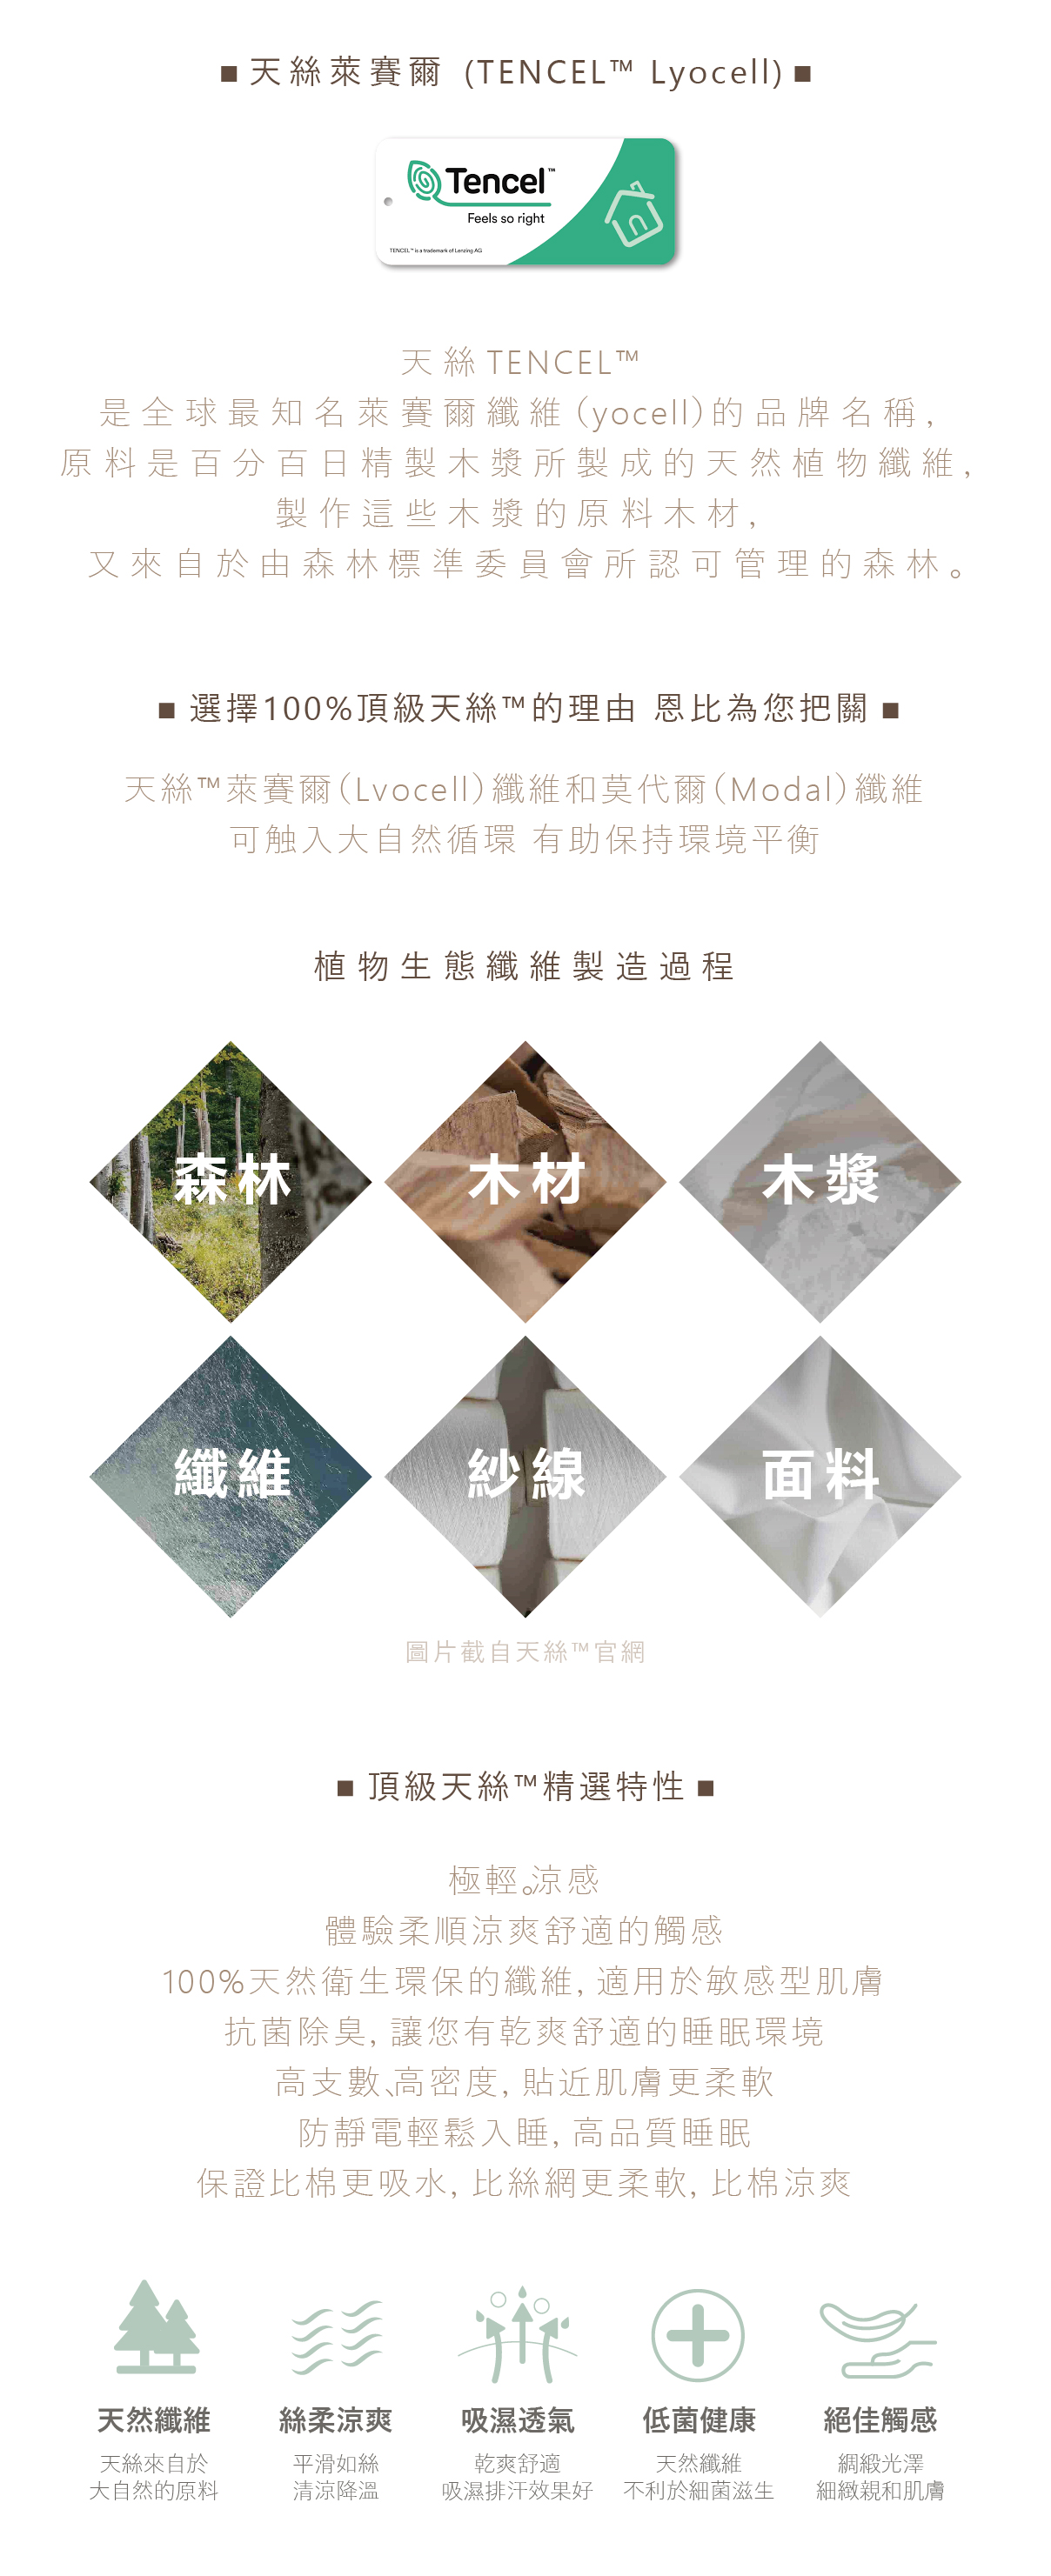 ■ 天絲萊賽爾 (TENCEL™ Lyocell) ■
Tencel™
Feels so right
TENCEL™ is a trademark of Lenzing AG
天絲TENCEL™
是全球最知名萊賽爾纖維(yocell)的品牌名稱,
原料是百分百日精製木漿所製成的天然植物纖維,
製作這些木漿的原料木材,
又來自於由森林標準委員會所認可管理的森林。
■ 選擇100%頂級天絲™的理由 恩比為您把關 ■
天絲™萊賽爾(Lvocell)纖維和莫代爾(Modal)纖維
可触入大自然循環 有助保持環境平衡
植物生態纖維製造過程
森林
木材
木漿
纖維
紗線
面料
圖片截自天絲™官網
■ 頂級天絲™精選特性 ■
極輕。涼感
體驗柔順涼爽舒適的觸感
100%天然衛生環保的纖維, 適用於敏感型肌膚
抗菌除臭, 讓您有乾爽舒適的睡眠環境
高支數、高密度, 貼近肌膚更柔軟
防靜電輕鬆入睡, 高品質睡眠
保證比棉更吸水, 比絲網更柔軟, 比棉涼爽
天然纖維
天絲來自於
大自然的原料
絲柔涼爽
平滑如絲
清涼降溫
吸濕透氣
乾爽舒適
吸濕排汗效果好
低菌健康
天然纖維
不利於細菌滋生
絕佳觸感
綢緞光澤
細緻親和肌膚